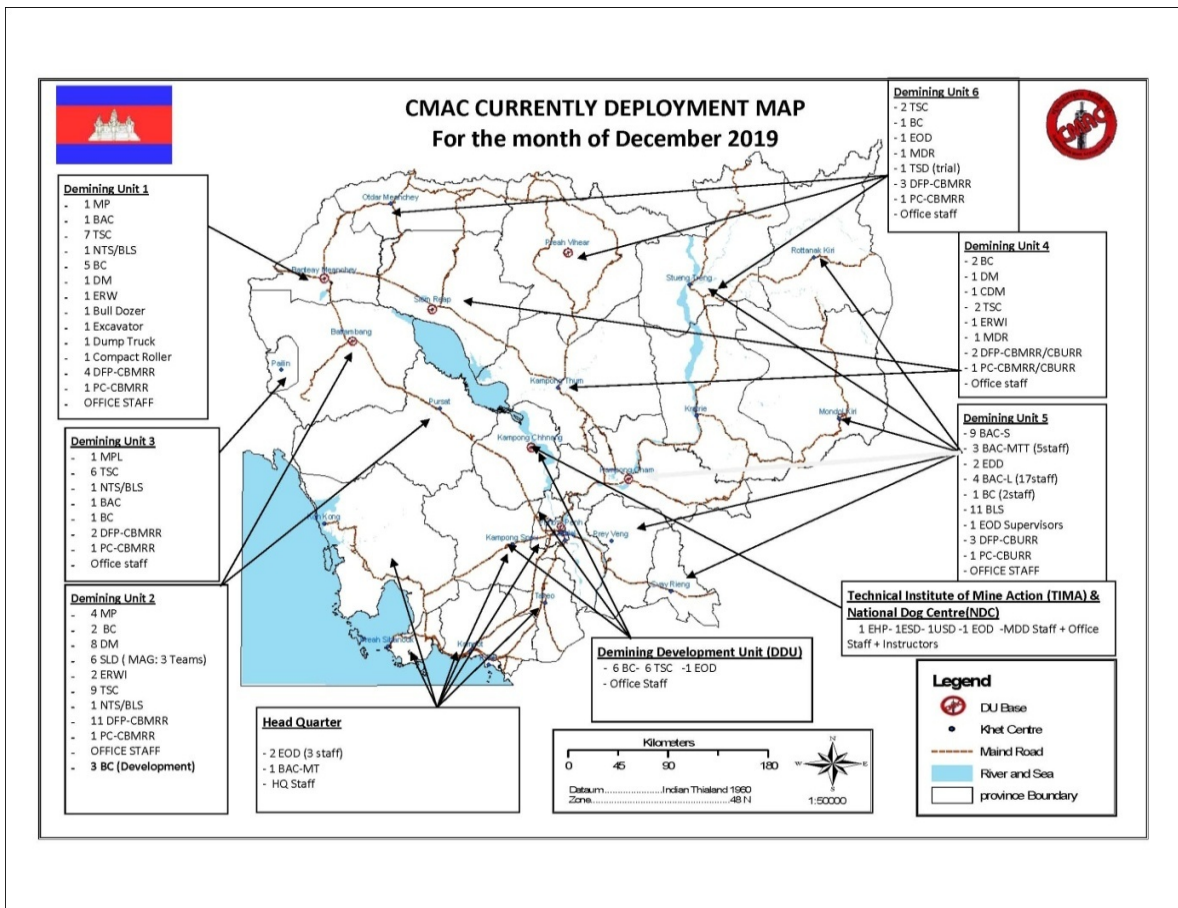 CMAC CURRENTLY DEPLOYMENT MAP
For the month of December 2019
CMAC
Demining Unit 1
- 1 MP
- 1 BAC
- 7 TSC
- 1 NTS/BLS
- 5 BC
- 1 DM
- 1 ERW
- 1 Bull Dozer
- 1 Excavator
- 1 Dump Truck
- 1 Compact Roller
- 4 DFP-CBMRR
- 1 PC-CBMRR
- OFFICE STAFF
Demining Unit 3
- 1 MPL
- 6 TSC
- 1 NTS/BLS
- 1 BAC
- 1 BC
- 2 DFP-CBMRR
- 1 PC-CBMRR
- Office staff
Demining Unit 2
- 4 MP
- 2 BC
- 8 DM
- 6 SLD ( MAG: 3 Teams)
- 2 ERWI
- 9 TSC
- 1 NTS/BLS
- 11 DFP-CBMRR
- 1 PC-CBMRR
- OFFICE STAFF
- 3 BC (Development)
Otdar Meanchey
Preah Vihear
Rottanak Kiri
Banteay Meanchey
Stueng Treng
Siem Reap
Battambang
Pailin
Kampong Thum
Pursat
Kratie
Mondol Kiri
Kampong Chhnang
Kampong Cham
Koh Kong
Kampong Speu
Prey Veng
Svay Rieng
Takeo
Preah Sihanouk
Kampot
Demining Unit 6
- 2 TSC
- 1 BC
- 1 EOD
- 1 MDR
- 1 TSD (trial)
- 3 DFP-CBMRR
- 1 PC-CBMRR
- Office staff
Demining Unit 4
- 2 BC
- 1 DM
- 1 CDM
- 2 TSC
- 1 ERWI
- 1 MDR
- 2 DFP-CBMRR/CBURR
- 1 PC-CBMRR/CBURR
- Office staff
Demining Unit 5
- 9 BAC-S
- 3 BAC-MTT (5staff)
- 2 EDD
- 4 BAC-L (17staff)
- 1 BC (2staff)
- 11 BLS
- 1 EOD Supervisors
- 3 DFP-CBURR
- 1 PC-CBURR
- OFFICE STAFF
Technical Institute of Mine Action (TIMA) &
National Dog Centre(NDC)
1 EHP- 1ESD- 1USD -1 EOD -MDD Staff + Office
Staff + Instructors
Demining Development Unit (DDU)
- 6 BC- 6 TSC -1 EOD
- Office Staff
Head Quarter
- 2 EOD (3 staff)
- 1 BAC-MT
- HQ Staff
Kilometers
0 45 90 180
Dataum......................Indian Thialand 1960
Zone............................................48 N
N
W E
S
1:50000
Legend
DU Base
Khet Centre
Maind Road
River and Sea
province Boundary